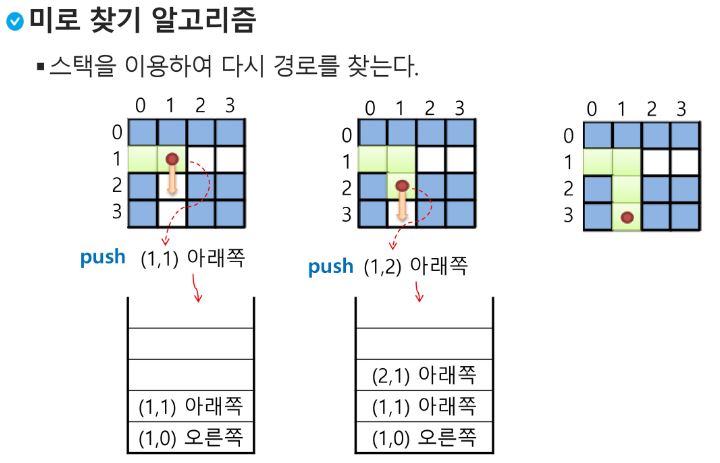 미로 찾기 알고리즘
스택을 이용하여 다시 경로를 찾는다.
0 1 2 3
0
1
2
3
push (1,1) 아래쪽
(1,1) 아래쪽
(1,0) 오른쪽
0 1 2 3
0
1
2
3
push (1,2) 아래쪽
(2,1) 아래쪽
(1,1) 아래쪽
(1,0) 오른쪽
0 1 2 3
0
1
2
3